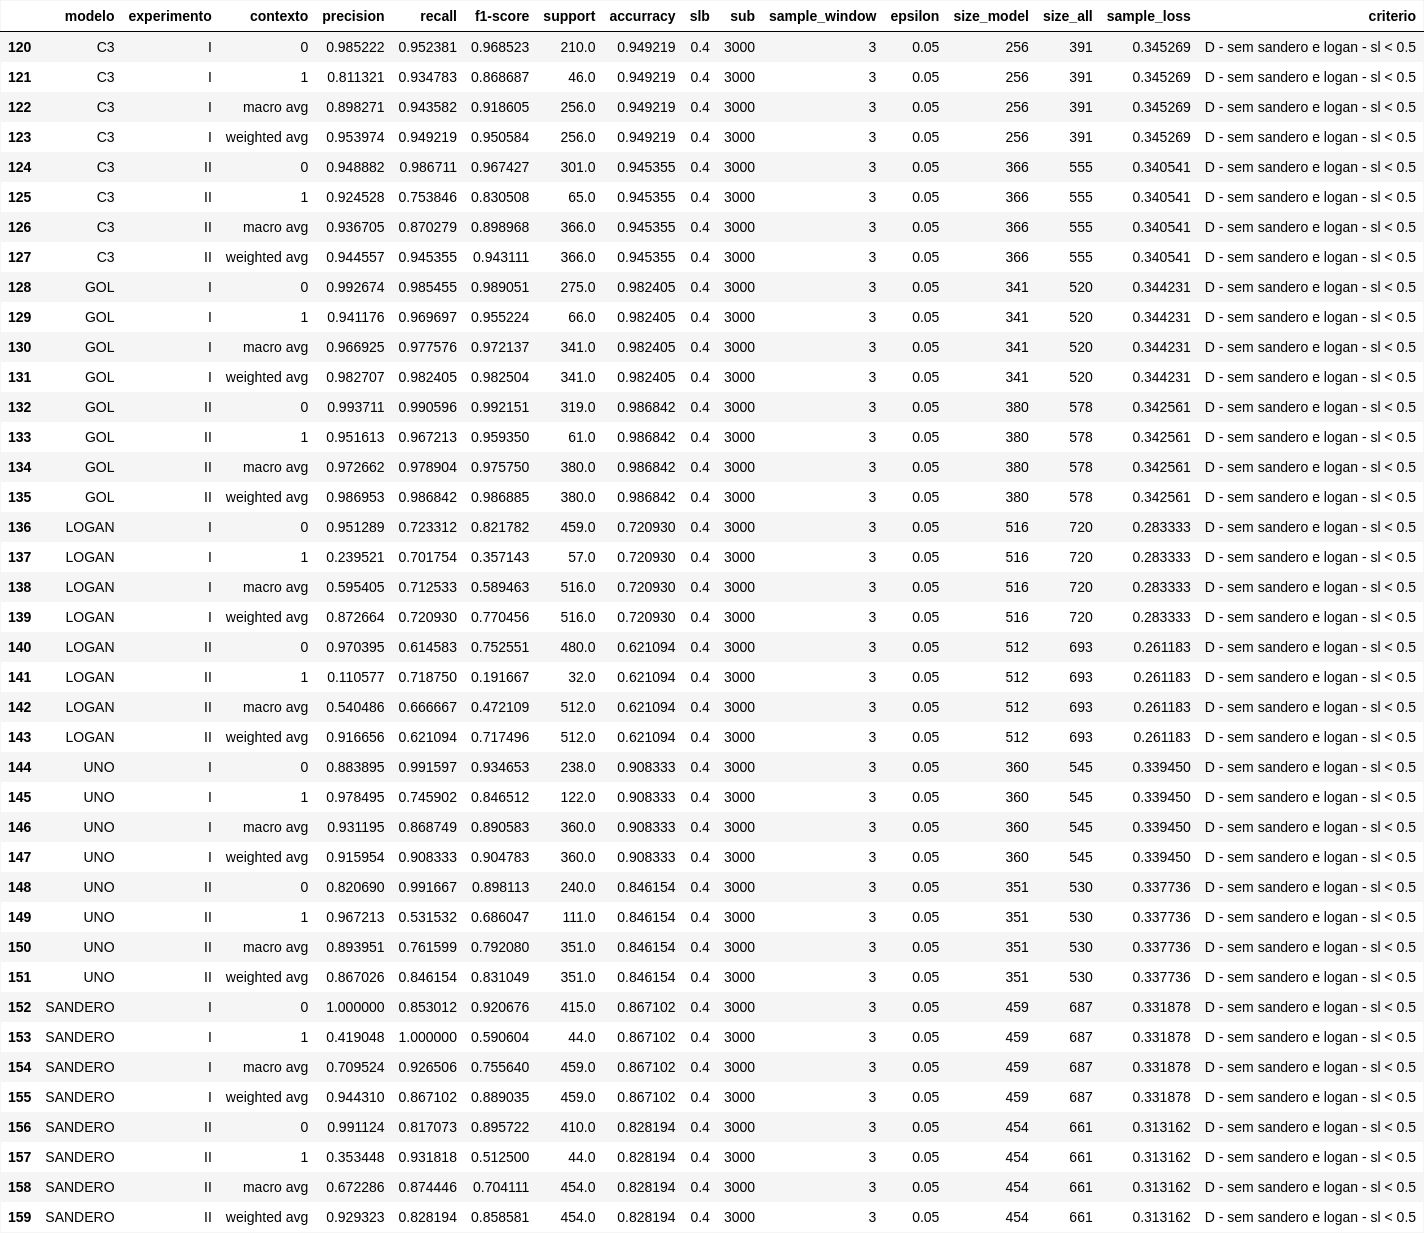 modelo experimento contexto precision recall f1-score support accurracy slb sub sample_window epsilon size_model size_all sample_loss criterio
120 C3 I 0 0.985222 0.952381 0.968523 210.0 0.949219 0.4 3000 3 0.05 256 391 0.345269 D - sem sandero e logan - sl < 0.5
121 C3 I 1 0.811321 0.934783 0.868687 46.0 0.949219 0.4 3000 3 0.05 256 391 0.345269 D - sem sandero e logan - sl < 0.5
122 C3 I macro avg 0.898271 0.943582 0.918605 256.0 0.949219 0.4 3000 3 0.05 256 391 0.345269 D - sem sandero e logan - sl < 0.5
123 C3 I weighted avg 0.953974 0.949219 0.950584 256.0 0.949219 0.4 3000 3 0.05 256 391 0.345269 D - sem sandero e logan - sl < 0.5
124 C3 II 0 0.948882 0.986711 0.967427 301.0 0.945355 0.4 3000 3 0.05 366 555 0.340541 D - sem sandero e logan - sl < 0.5
125 C3 II 1 0.924528 0.753846 0.830508 65.0 0.945355 0.4 3000 3 0.05 366 555 0.340541 D - sem sandero e logan - sl < 0.5
126 C3 II macro avg 0.936705 0.870279 0.898968 366.0 0.945355 0.4 3000 3 0.05 366 555 0.340541 D - sem sandero e logan - sl < 0.5
127 C3 II weighted avg 0.944557 0.945355 0.943111 366.0 0.945355 0.4 3000 3 0.05 366 555 0.340541 D - sem sandero e logan - sl < 0.5
128 GOL I 0 0.992674 0.985455 0.989051 275.0 0.982405 0.4 3000 3 0.05 341 520 0.344231 D - sem sandero e logan - sl < 0.5
129 GOL I 1 0.941176 0.969697 0.955224 66.0 0.982405 0.4 3000 3 0.05 341 520 0.344231 D - sem sandero e logan - sl < 0.5
130 GOL I macro avg 0.966925 0.977576 0.972137 341.0 0.982405 0.4 3000 3 0.05 341 520 0.344231 D - sem sandero e logan - sl < 0.5
131 GOL I weighted avg 0.982707 0.982405 0.982504 341.0 0.982405 0.4 3000 3 0.05 341 520 0.344231 D - sem sandero e logan - sl < 0.5
132 GOL II 0 0.993711 0.990596 0.992151 319.0 0.986842 0.4 3000 3 0.05 380 578 0.342561 D - sem sandero e logan - sl < 0.5
133 GOL II 1 0.951613 0.967213 0.959350 61.0 0.986842 0.4 3000 3 0.05 380 578 0.342561 D - sem sandero e logan - sl < 0.5
134 GOL II macro avg 0.972662 0.978904 0.975750 380.0 0.986842 0.4 3000 3 0.05 380 578 0.342561 D - sem sandero e logan - sl < 0.5
135 GOL II weighted avg 0.986953 0.986842 0.986885 380.0 0.986842 0.4 3000 3 0.05 380 578 0.342561 D - sem sandero e logan - sl < 0.5
136 LOGAN I 0 0.951289 0.723312 0.821782 459.0 0.720930 0.4 3000 3 0.05 516 720 0.283333 D - sem sandero e logan - sl < 0.5
137 LOGAN I 1 0.239521 0.701754 0.357143 57.0 0.720930 0.4 3000 3 0.05 516 720 0.283333 D - sem sandero e logan - sl < 0.5
138 LOGAN I macro avg 0.595405 0.712533 0.589463 516.0 0.720930 0.4 3000 3 0.05 516 720 0.283333 D - sem sandero e logan - sl < 0.5
139 LOGAN I weighted avg 0.872664 0.720930 0.770456 516.0 0.720930 0.4 3000 3 0.05 516 720 0.283333 D - sem sandero e logan - sl < 0.5
140 LOGAN II 0 0.970395 0.614583 0.752551 480.0 0.621094 0.4 3000 3 0.05 512 693 0.261183 D - sem sandero e logan - sl < 0.5
141 LOGAN II 1 0.110577 0.718750 0.191667 32.0 0.621094 0.4 3000 3 0.05 512 693 0.261183 D - sem sandero e logan - sl < 0.5
142 LOGAN II macro avg 0.540486 0.666667 0.472109 512.0 0.621094 0.4 3000 3 0.05 512 693 0.261183 D - sem sandero e logan - sl < 0.5
143 LOGAN II weighted avg 0.916656 0.621094 0.717496 512.0 0.621094 0.4 3000 3 0.05 512 693 0.261183 D - sem sandero e logan - sl < 0.5
144 UNO I 0 0.883895 0.991597 0.934653 238.0 0.908333 0.4 3000 3 0.05 360 545 0.339450 D - sem sandero e logan - sl < 0.5
145 UNO I 1 0.978495 0.745902 0.846512 122.0 0.908333 0.4 3000 3 0.05 360 545 0.339450 D - sem sandero e logan - sl < 0.5
146 UNO I macro avg 0.931195 0.868749 0.890583 360.0 0.908333 0.4 3000 3 0.05 360 545 0.339450 D - sem sandero e logan - sl < 0.5
147 UNO I weighted avg 0.915954 0.908333 0.904783 360.0 0.908333 0.4 3000 3 0.05 360 545 0.339450 D - sem sandero e logan - sl < 0.5
148 UNO II 0 0.820690 0.991667 0.898113 240.0 0.846154 0.4 3000 3 0.05 351 530 0.337736 D - sem sandero e logan - sl < 0.5
149 UNO II 1 0.967213 0.531532 0.686047 111.0 0.846154 0.4 3000 3 0.05 351 530 0.337736 D - sem sandero e logan - sl < 0.5
150 UNO II macro avg 0.893951 0.761599 0.792080 351.0 0.846154 0.4 3000 3 0.05 351 530 0.337736 D - sem sandero e logan - sl < 0.5
151 UNO II weighted avg 0.867026 0.846154 0.831049 351.0 0.846154 0.4 3000 3 0.05 351 530 0.337736 D - sem sandero e logan - sl < 0.5
152 SANDERO I 0 1.000000 0.853012 0.920676 415.0 0.867102 0.4 3000 3 0.05 459 687 0.331878 D - sem sandero e logan - sl < 0.5
153 SANDERO I 1 0.419048 1.000000 0.590604 44.0 0.867102 0.4 3000 3 0.05 459 687 0.331878 D - sem sandero e logan - sl < 0.5
154 SANDERO I macro avg 0.709524 0.926506 0.755640 459.0 0.867102 0.4 3000 3 0.05 459 687 0.331878 D - sem sandero e logan - sl < 0.5
155 SANDERO I weighted avg 0.944310 0.867102 0.889035 459.0 0.867102 0.4 3000 3 0.05 459 687 0.331878 D - sem sandero e logan - sl < 0.5
156 SANDERO II 0 0.991124 0.817073 0.895722 410.0 0.828194 0.4 3000 3 0.05 454 661 0.313162 D - sem sandero e logan - sl < 0.5
157 SANDERO II 1 0.353448 0.931818 0.512500 44.0 0.828194 0.4 3000 3 0.05 454 661 0.313162 D - sem sandero e logan - sl < 0.5
158 SANDERO II macro avg 0.672286 0.874446 0.704111 454.0 0.828194 0.4 3000 3 0.05 454 661 0.313162 D - sem sandero e logan - sl < 0.5
159 SANDERO II weighted avg 0.929323 0.828194 0.858581 454.0 0.828194 0.4 3000 3 0.05 454 661 0.313162 D - sem sandero e logan - sl < 0.5